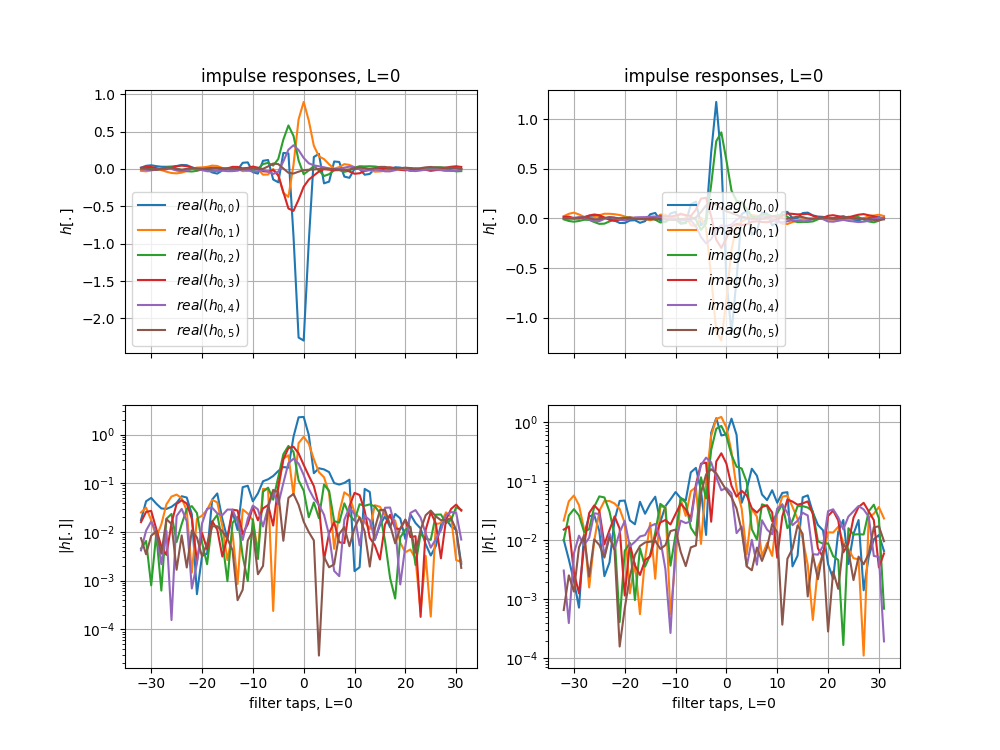 impulse responses, L=0
impulse responses, L=0
1.0
0.5
0.0
−0.5
−1.0
−1.5
−2.0
h[.]
real(h0,0)
real(h0,1)
real(h0,2)
real(h0,3)
real(h0,4)
real(h0,5)
1.0
0.5
0.0
−0.5
−1.0
h[.]
imag(h0,0)
imag(h0,1)
imag(h0,2)
imag(h0,3)
imag(h0,4)
imag(h0,5)
10⁰
10⁻¹
10⁻²
10⁻³
10⁻⁴
|h[.]|
−30 −20 −10 0 10 20 30
filter taps, L=0
10⁰
10⁻¹
10⁻²
10⁻³
10⁻⁴
|h[.]|
−30 −20 −10 0 10 20 30
filter taps, L=0